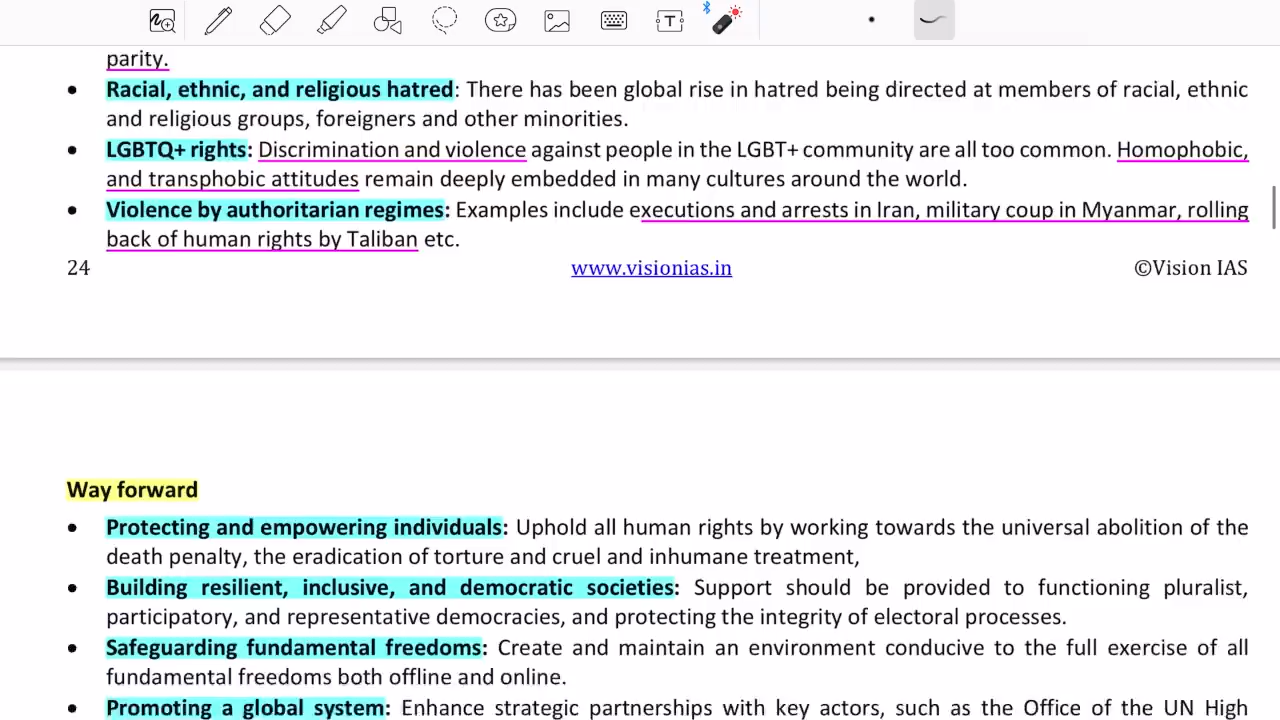 parity.
• Racial, ethnic, and religious hatred: There has been global rise in hatred being directed at members of racial, ethnic
and religious groups, foreigners and other minorities.
• LGBTQ+ rights: Discrimination and violence against people in the LGBT+ community are all too common. Homophobic,
and transphobic attitudes remain deeply embedded in many cultures around the world.
• Violence by authoritarian regimes: Examples include executions and arrests in Iran, military coup in Myanmar, rolling
back of human rights by Taliban etc.
24 www.visionias.in ©Vision IAS
Way forward
• Protecting and empowering individuals: Uphold all human rights by working towards the universal abolition of the
death penalty, the eradication of torture and cruel and inhumane treatment,
• Building resilient, inclusive, and democratic societies: Support should be provided to functioning pluralist,
participatory, and representative democracies, and protecting the integrity of electoral processes.
• Safeguarding fundamental freedoms: Create and maintain an environment conducive to the full exercise of all
fundamental freedoms both offline and online.
• Promoting a global system: Enhance strategic partnerships with key actors, such as the Office of the UN High